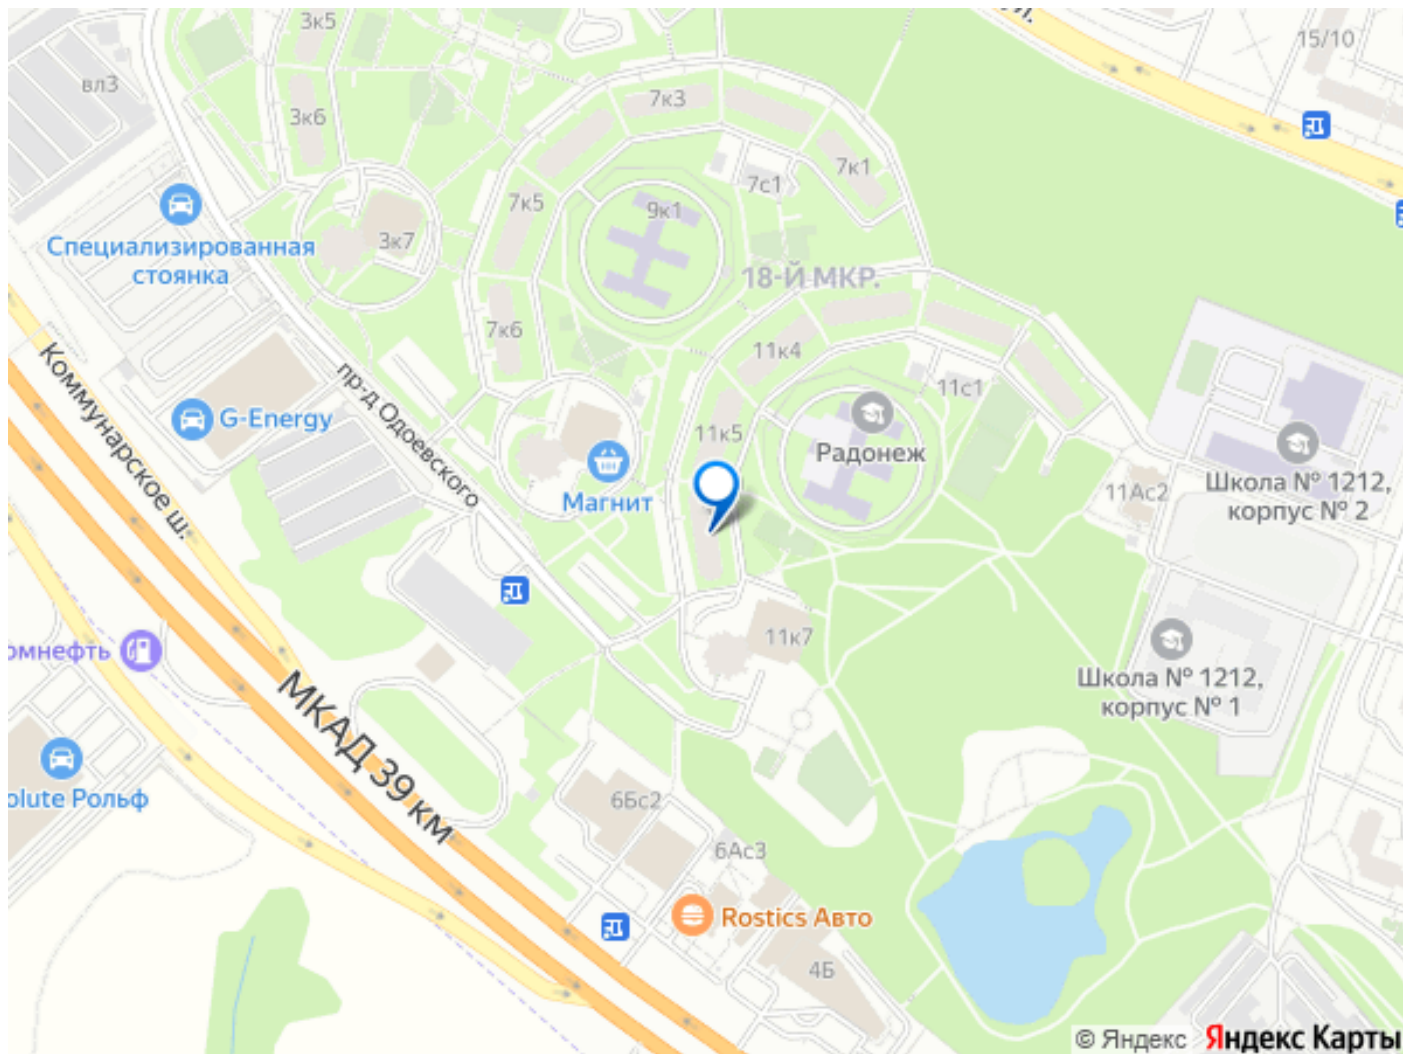 3к5
л.
15/10
вл3
7к3
3к6
7к1
7с1
7к5
9к1
3к7
Специализированная
стоянка
18-Й МКР.
7к6
11к4
Коммунарское ш.
пр-д Одоевского
11с1
G-Energy
11к5
Радонеж
Магнит
11Ас2
Школа № 1212,
корпус № 2
11к7
омнефть
Школа № 1212,
корпус № 1
МКАД 39 км
olute Рольф
6Бс2
6Ас3
Rostics Авто
4Б
© Яндекс Яндекс Карты